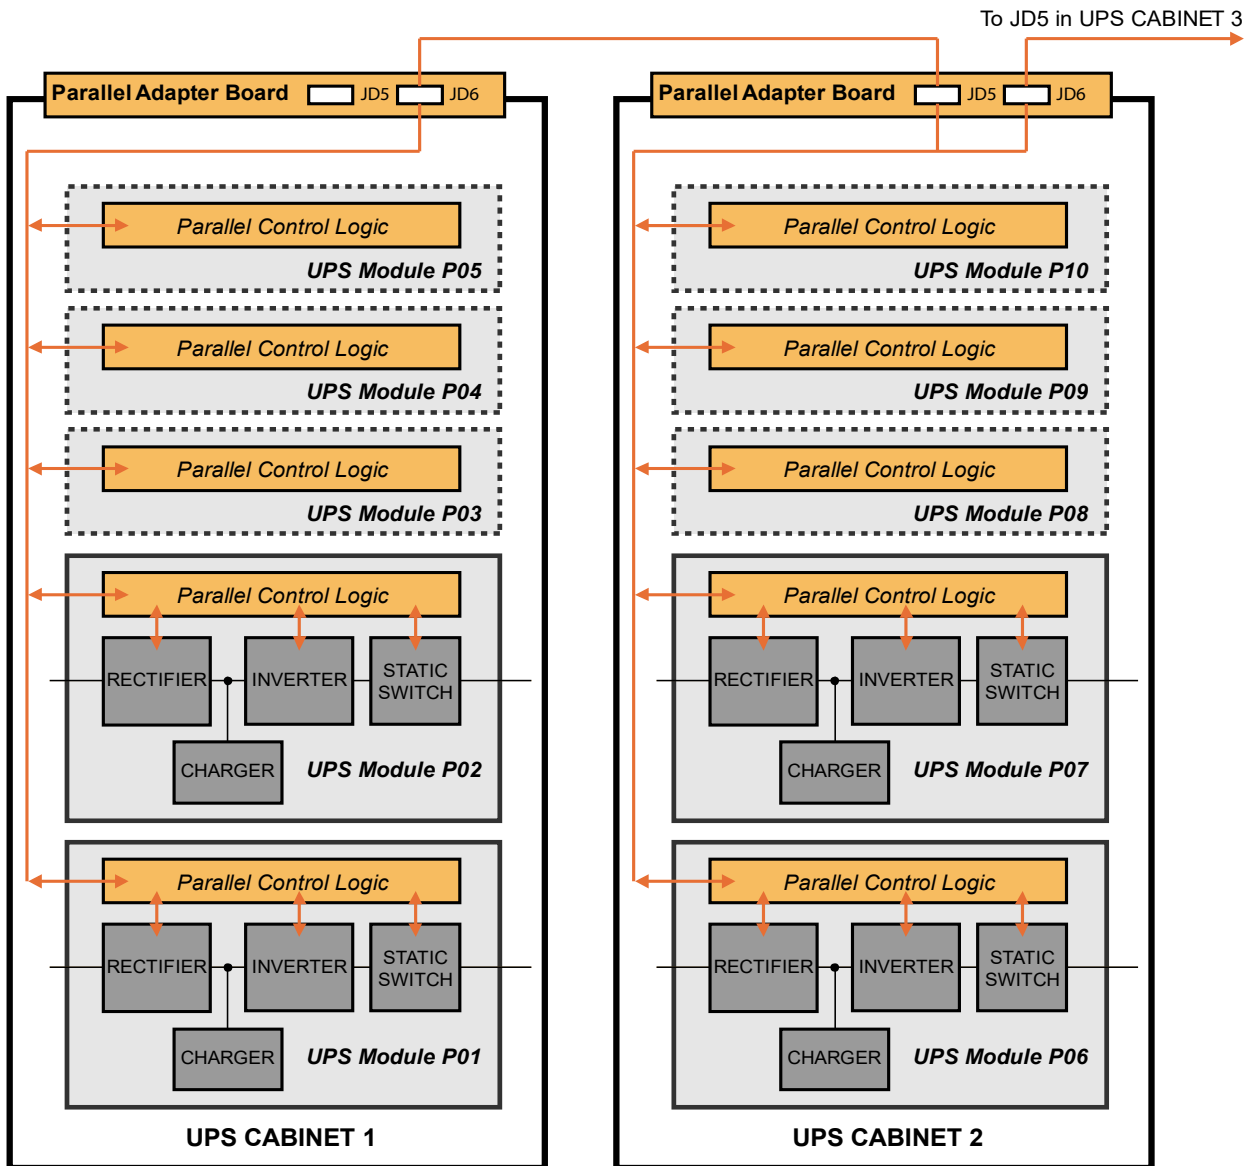 To JD5 in UPS CABINET 3
Parallel Adapter Board JD5 JD6
Parallel Control Logic
UPS Module P05
Parallel Control Logic
UPS Module P04
Parallel Control Logic
UPS Module P03
Parallel Control Logic
RECTIFIER INVERTER STATIC
SWITCH
CHARGER UPS Module P02
Parallel Control Logic
RECTIFIER INVERTER STATIC
SWITCH
CHARGER UPS Module P01
UPS CABINET 1
Parallel Adapter Board JD5 JD6
Parallel Control Logic
UPS Module P10
Parallel Control Logic
UPS Module P09
Parallel Control Logic
UPS Module P08
Parallel Control Logic
RECTIFIER INVERTER STATIC
SWITCH
CHARGER UPS Module P07
Parallel Control Logic
RECTIFIER INVERTER STATIC
SWITCH
CHARGER UPS Module P06
UPS CABINET 2